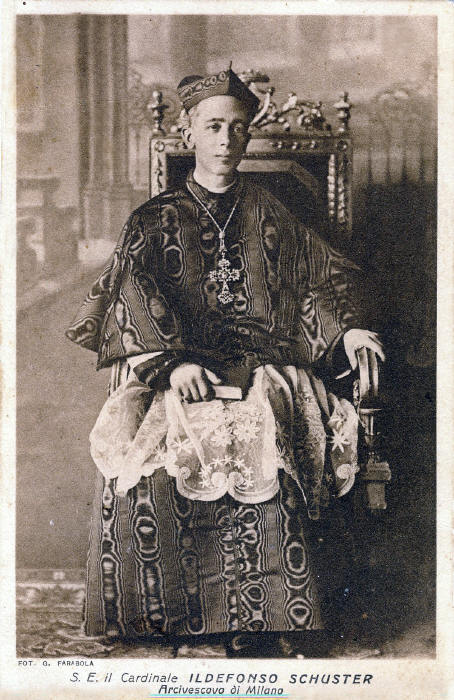 FOT. G. FARABOLA
S. E. il Cardinale ILDEFONSO SCHUSTER
Arcivescovo di Milano